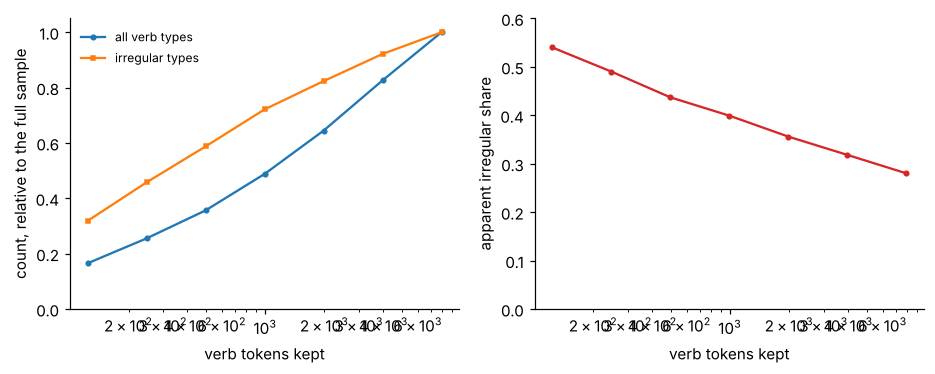 count, relative to the full sample
all verb types
irregular types
1.0
0.8
0.6
0.4
0.2
0.0
10³
verb tokens kept
apparent irregular share
0.6
0.5
0.4
0.3
0.2
0.1
0.0
10³
verb tokens kept